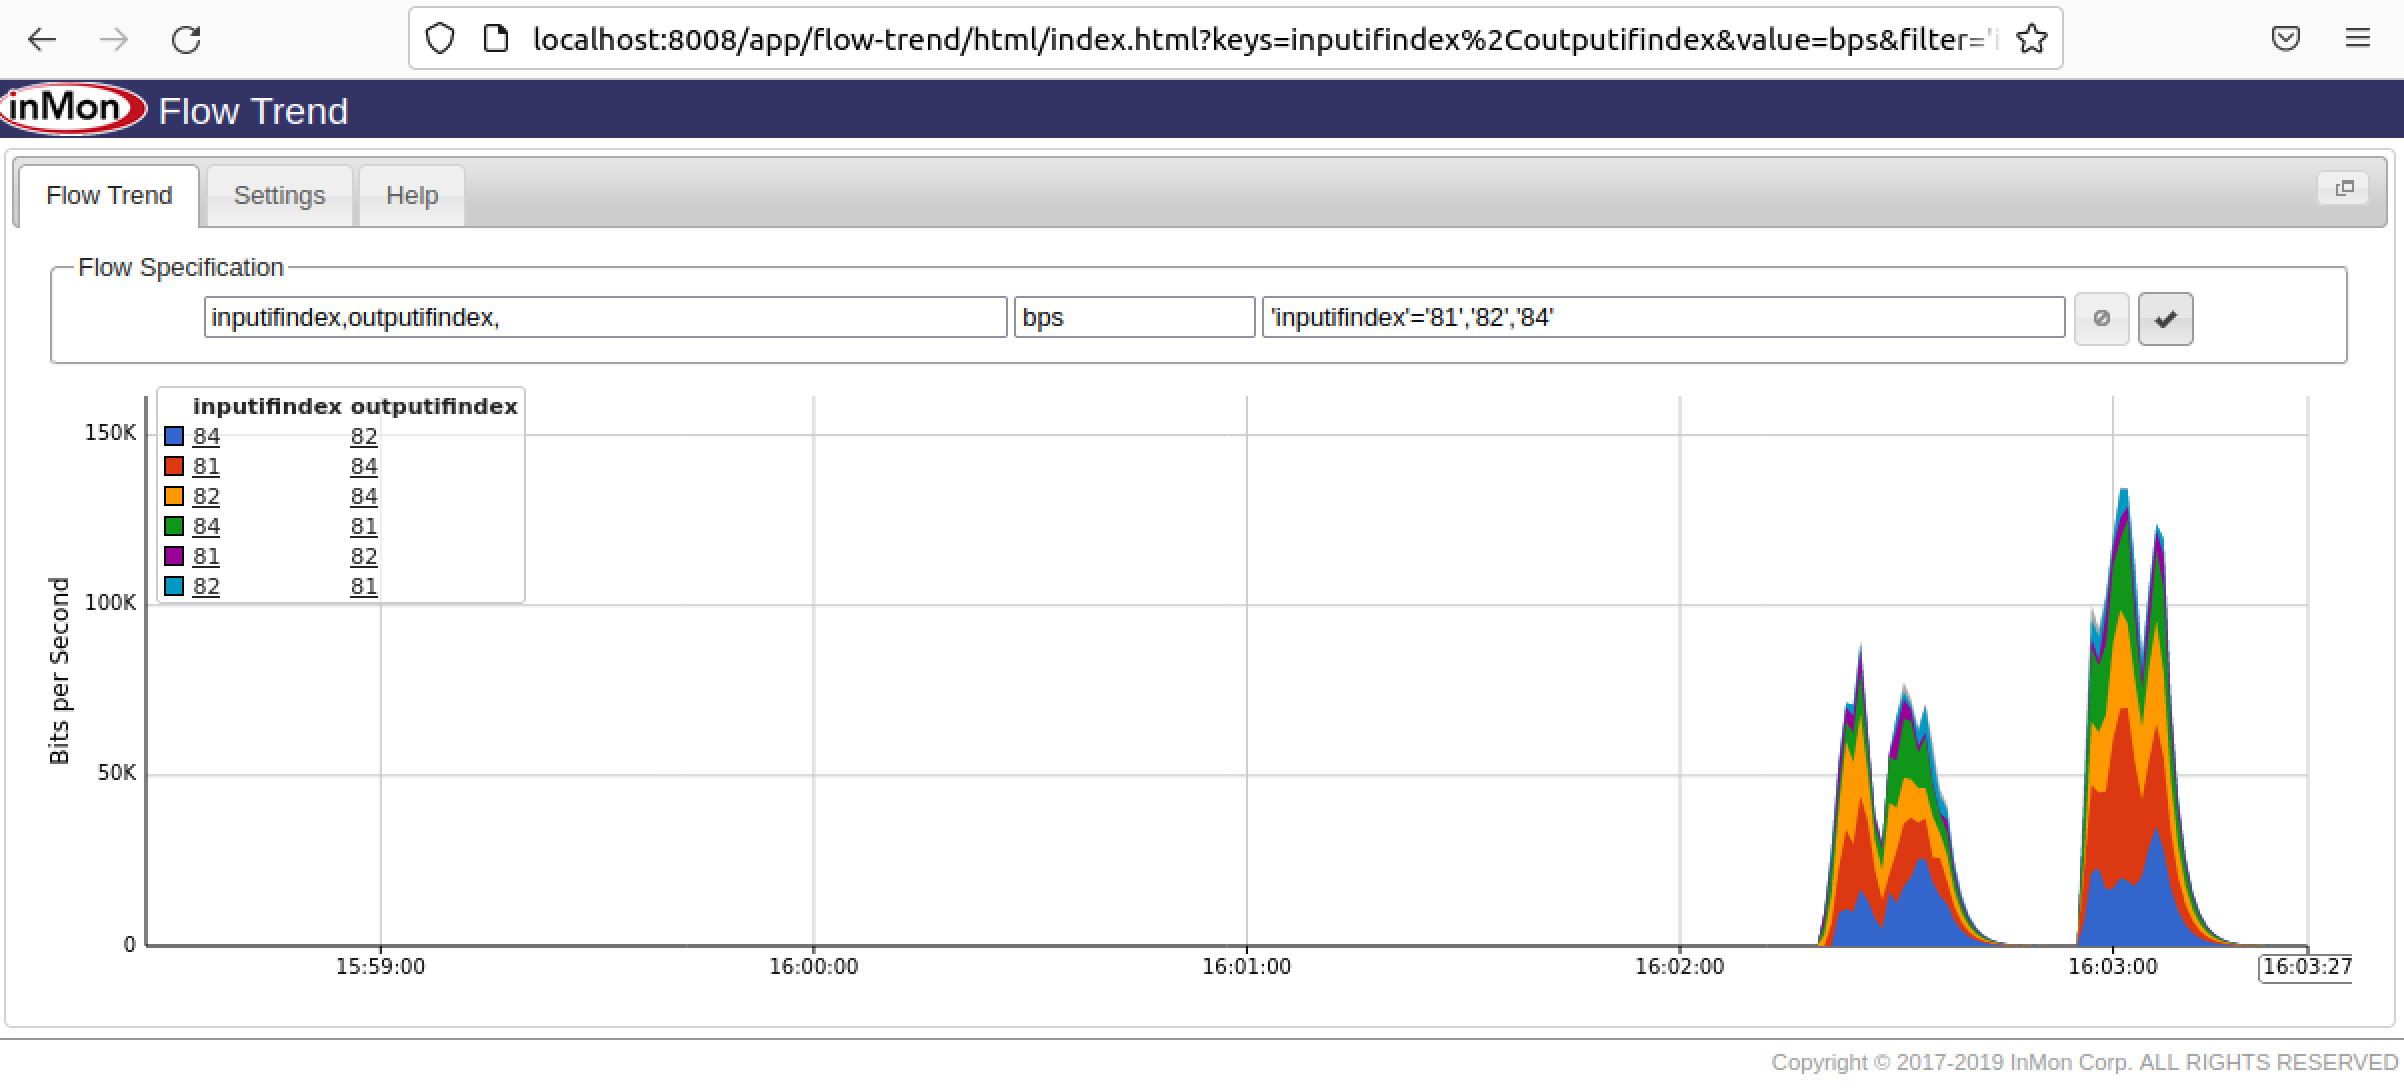 localhost:8008/app/flow-trend/html/index.html?keys=inputifindex%2Coutputifindex&value=bps&filter='i
inMon Flow Trend
Flow Trend Settings Help
Flow Specification
inputifindex,outputifindex, bps 'inputifindex'='81','82','84'
inputifindex outputifindex
84 82
81 84
82 84
84 81
81 82
82 81
Bits per Second
150K
100K
50K
0
15:59:00 16:00:00 16:01:00 16:02:00 16:03:00 16:03:27
Copyright © 2017-2019 InMon Corp. ALL RIGHTS RESERVED